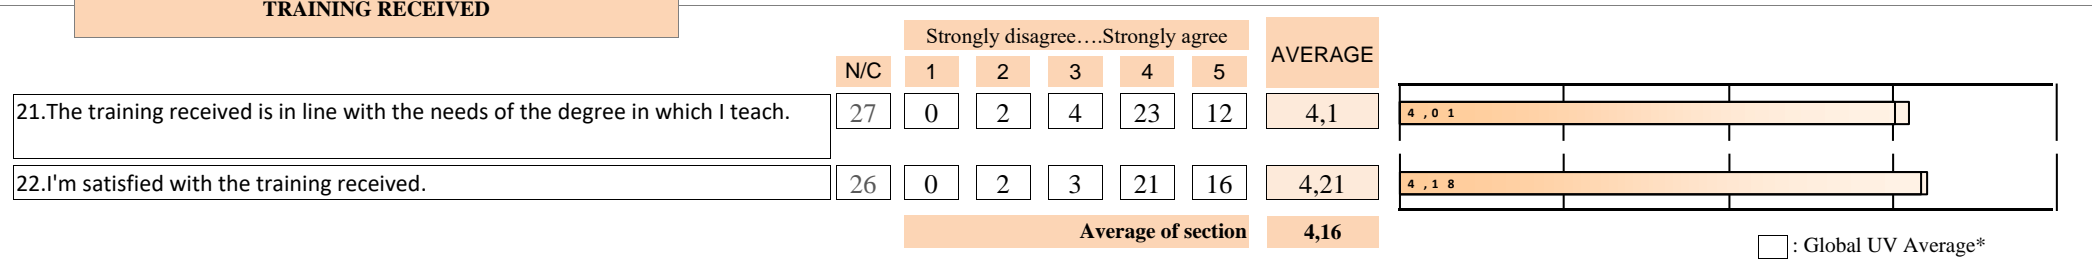 TRAINING RECEIVED
Strongly disagree….Strongly agree
AVERAGE
N/C 1 2 3 4 5
21.The training received is in line with the needs of the degree in which I teach. 27 0 2 4 23 12 4,1 4,01
22.I'm satisfied with the training received. 26 0 2 3 21 16 4,21 4,18
Average of section 4,16
: Global UV Average*